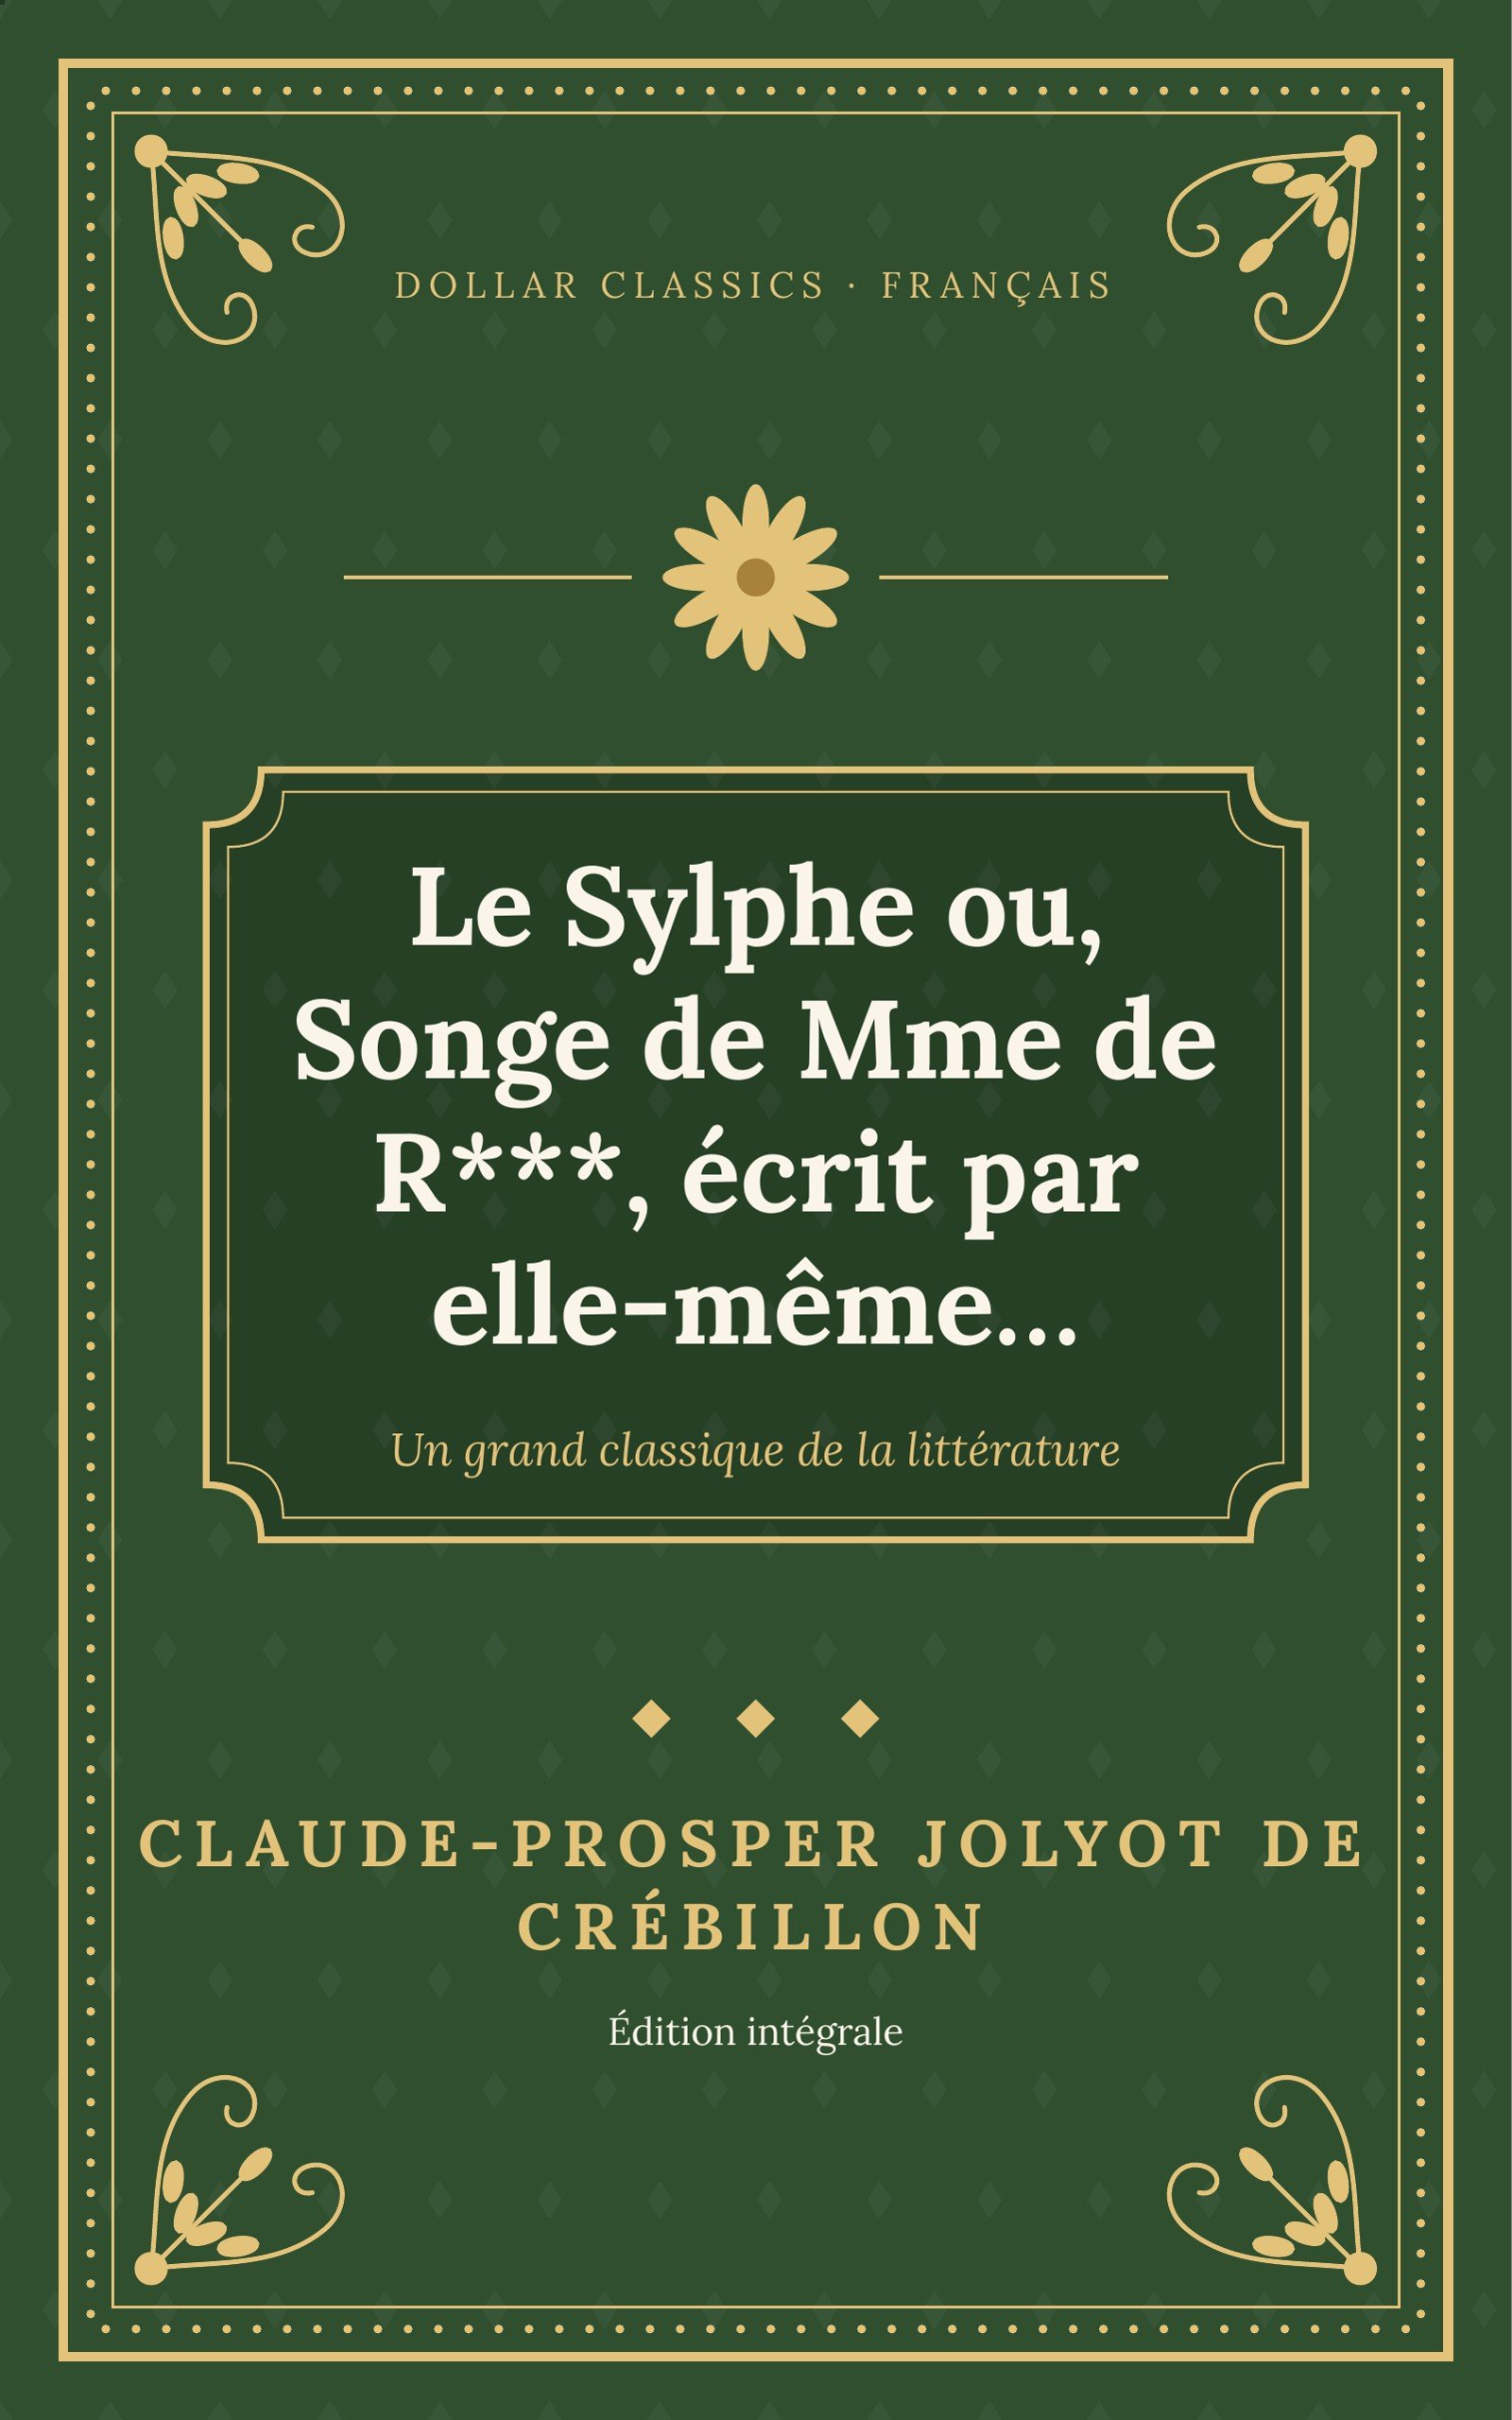 DOLLAR CLASSICS · FRANÇAIS
Le Sylphe ou,
Songe de Mme de
R***, écrit par
elle-même...
Un grand classique de la littérature
CLAUDE-PROSPER JOLYOT DE
CRÉBILLON
Édition intégrale